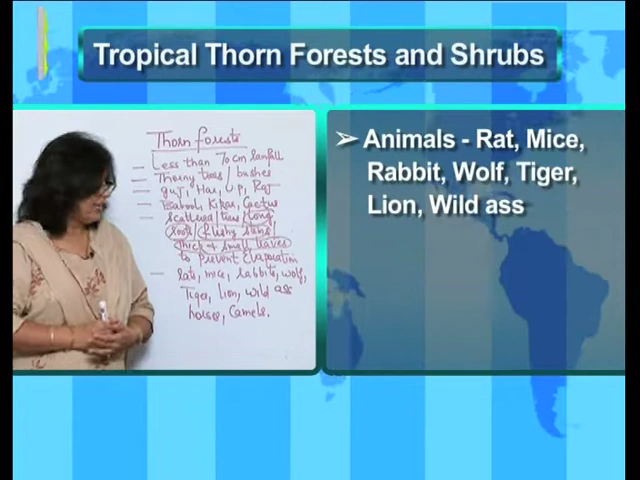 Tropical Thorn Forests and Shrubs
Thorn forests
— Less than 70 cm rainfall
— Thorny trees / bushes
— guj, Har, U.P, Raj
— Babool, Kikar, Cactus
— Scattered trees / long
roots / fleshy stems
thick & small leaves
to prevent Evaporation
— Rats, mice, rabbits, wolf,
Tiger, lion, wild ass
horses, Camels.
➢ Animals - Rat, Mice,
Rabbit, Wolf, Tiger,
Lion, Wild ass